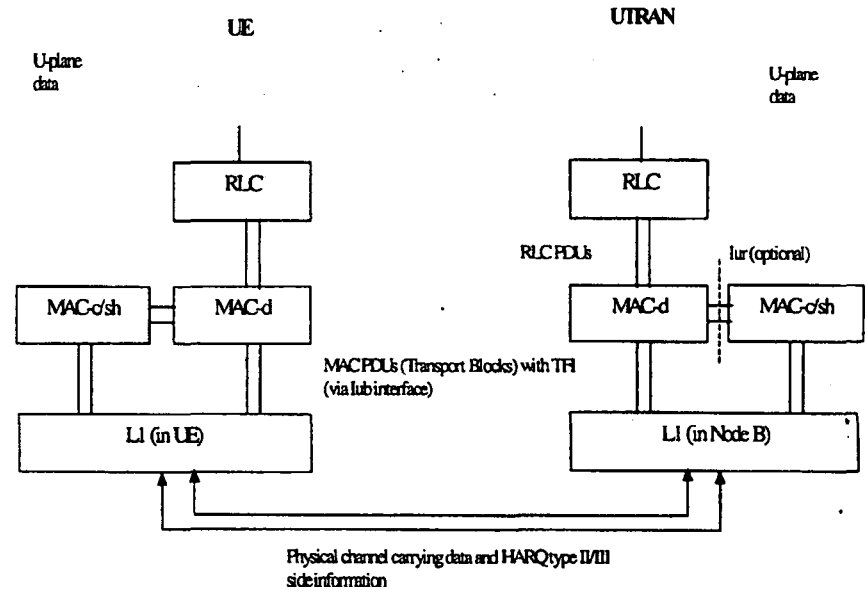 UE
UTRAN
U-plane
data
U-plane
data
RLC
RLC
RLC PDUs
Iur (optional)
MAC-c/sh
MAC-d
MAC-d
MAC-c/sh
MAC PDUs (Transport Blocks) with TFI
(via Iub interface)
L1 (in UE)
L1 (in Node B)
Physical channel carrying data and HARQ type II/III
side information